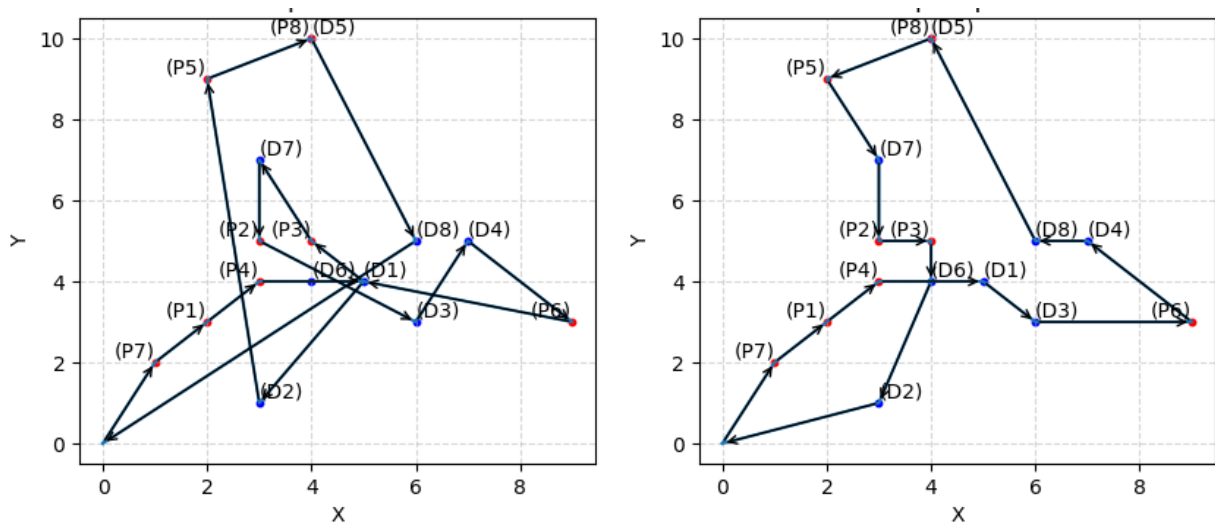 (P8)(D5)
10
(P5)
8
(D7)
6
(P2)
(P3)
(D8)
(D4)
Y
4
(P4)
(D6)
(D1)
(P1)
(D3)
(P6)
2
(P7)
(D2)
0
0 2 4 6 8
X
(P8)(D5)
10
(P5)
8
(D7)
6
(P2)
(P3)
(D8)
(D4)
Y
4
(P4)
(D6)
(D1)
(P1)
(D3)
(P6)
2
(P7)
(D2)
0
0 2 4 6 8
X